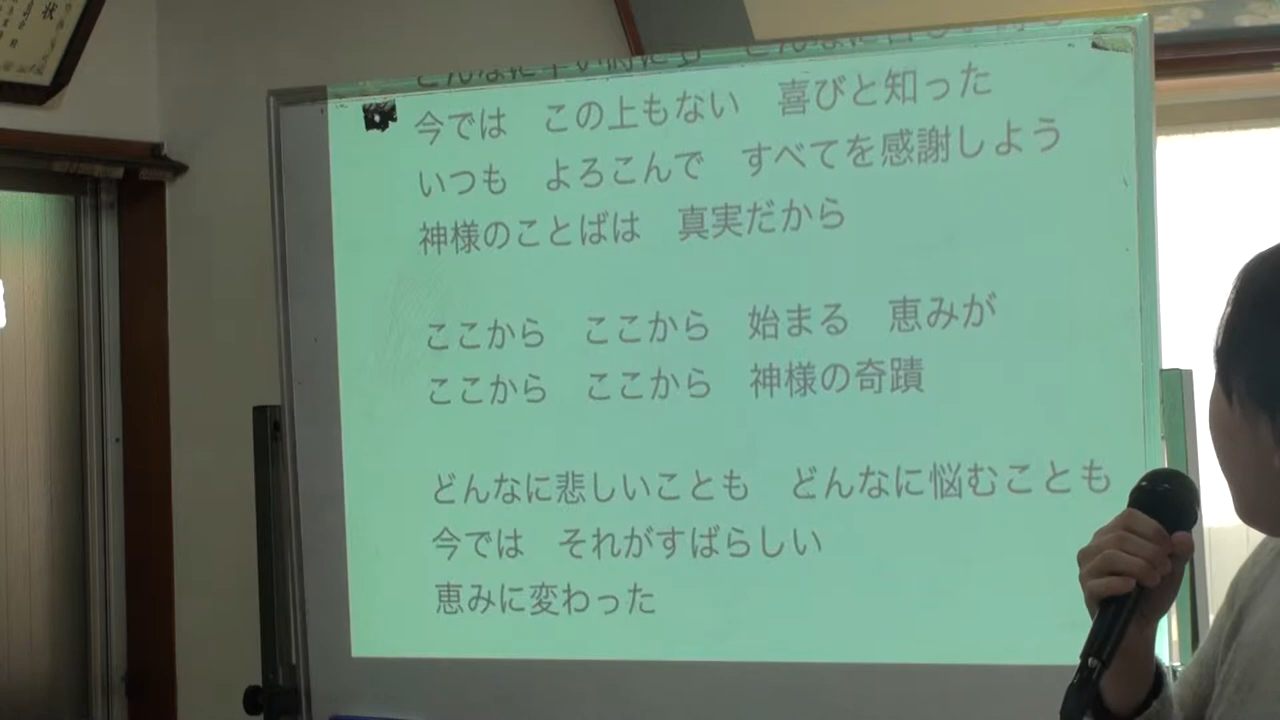 状
今では　この上もない　喜びと知った
いつも　よろこんで　すべてを感謝しよう
神様のことばは　真実だから
ここから　ここから　始まる　恵みが
ここから　ここから　神様の奇蹟
どんなに悲しいことも　どんなに悩むことも
今では　それがすばらしい
恵みに変わった